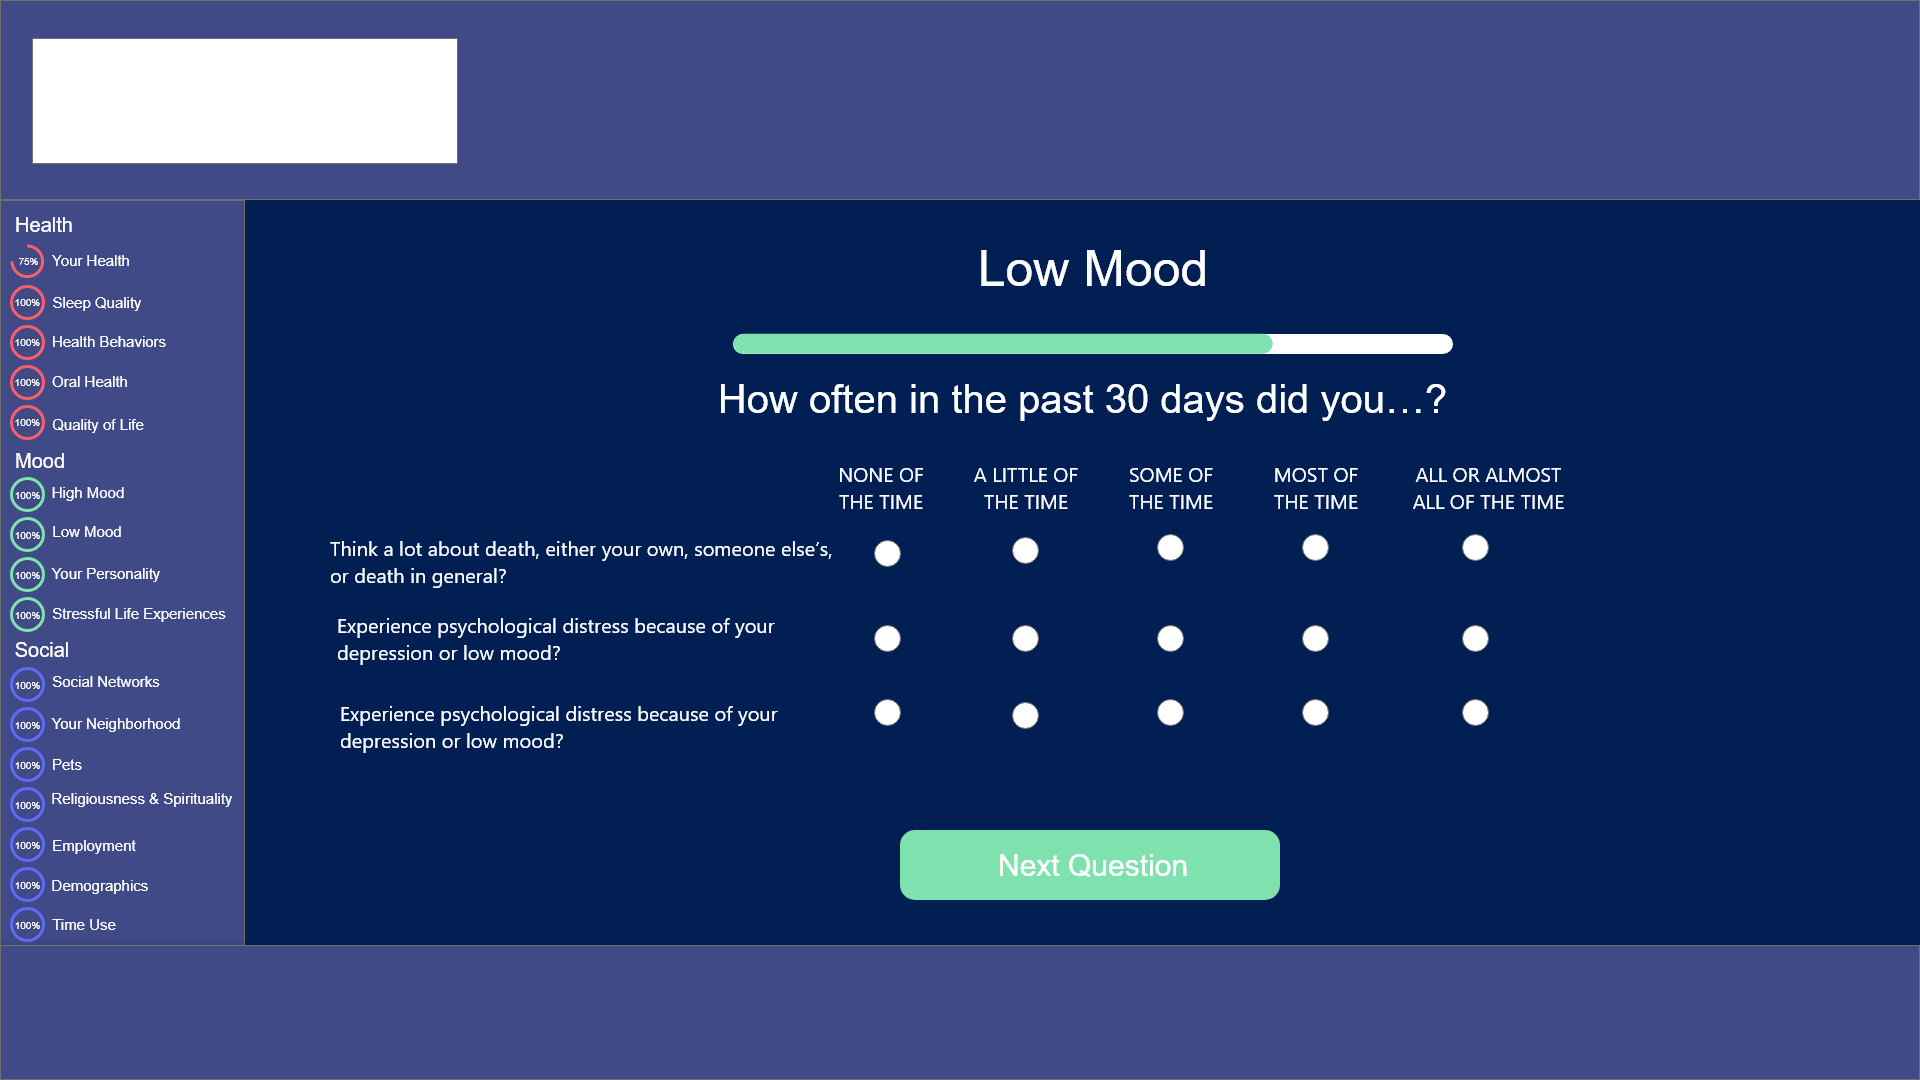 Health
75% Your Health
100% Sleep Quality
100% Health Behaviors
100% Oral Health
100% Quality of Life
Mood
100% High Mood
100% Low Mood
100% Your Personality
100% Stressful Life Experiences
Social
100% Social Networks
100% Your Neighborhood
100% Pets
100% Religiousness & Spirituality
100% Employment
100% Demographics
100% Time Use
Low Mood
How often in the past 30 days did you…?
NONE OF
THE TIME
A LITTLE OF
THE TIME
SOME OF
THE TIME
MOST OF
THE TIME
ALL OR ALMOST
ALL OF THE TIME
Think a lot about death, either your own, someone else’s,
or death in general?
Experience psychological distress because of your
depression or low mood?
Experience psychological distress because of your
depression or low mood?
Next Question